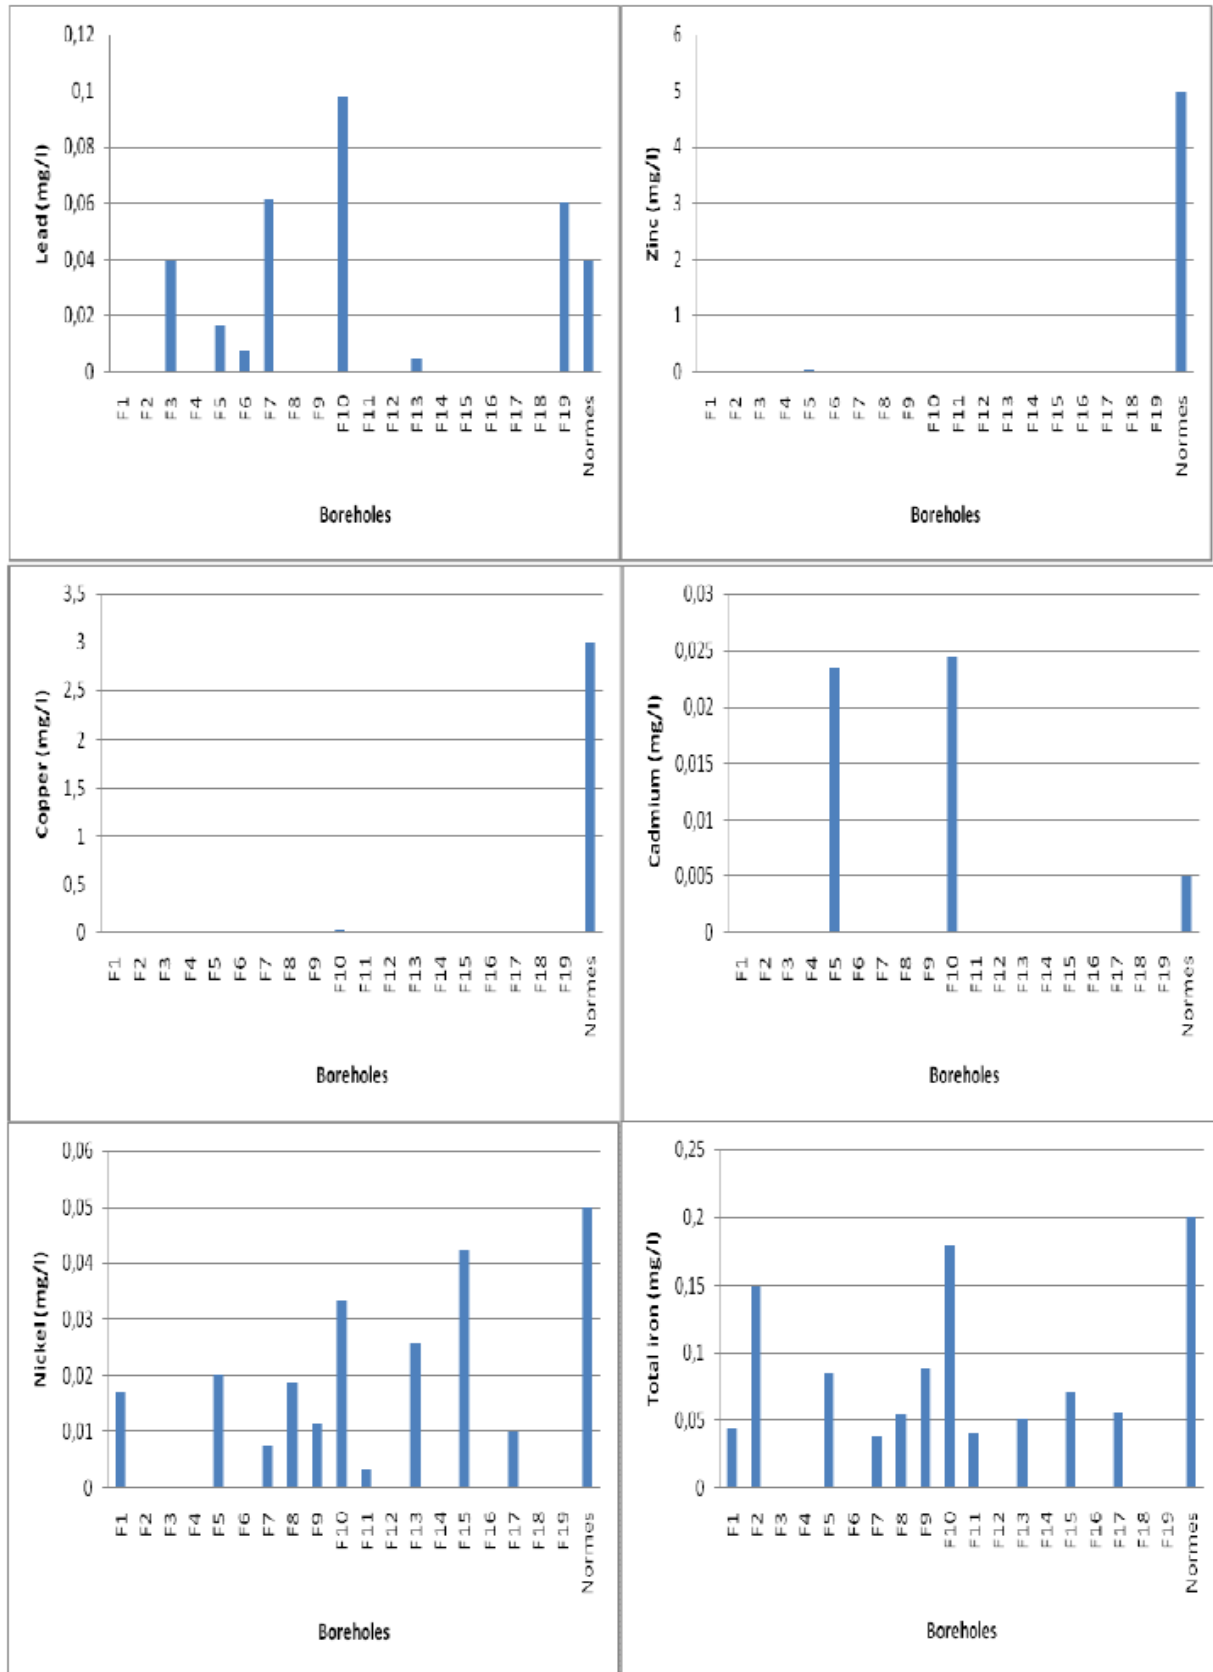 0,12
0,1
0,08
0,06
0,04
0,02
0
Lead (mg/l)
F1 F2 F3 F4 F5 F6 F7 F8 F9 F10 F11 F12 F13 F14 F15 F16 F17 F18 F19 Normes
Boreholes
6
5
4
3
2
1
0
Zinc (mg/l)
F1 F2 F3 F4 F5 F6 F7 F8 F9 F10 F11 F12 F13 F14 F15 F16 F17 F18 F19 Normes
Boreholes
3,5
3
2,5
2
1,5
1
0,5
0
Copper (mg/l)
F1 F2 F3 F4 F5 F6 F7 F8 F9 F10 F11 F12 F13 F14 F15 F16 F17 F18 F19 Normes
Boreholes
0,03
0,025
0,02
0,015
0,01
0,005
0
Cadmium (mg/l)
F1 F2 F3 F4 F5 F6 F7 F8 F9 F10 F11 F12 F13 F14 F15 F16 F17 F18 F19 Normes
Boreholes
0,06
0,05
0,04
0,03
0,02
0,01
0
Nickel (mg/l)
F1 F2 F3 F4 F5 F6 F7 F8 F9 F10 F11 F12 F13 F14 F15 F16 F17 F18 F19 Normes
Boreholes
0,25
0,2
0,15
0,1
0,05
0
Total iron (mg/l)
F1 F2 F3 F4 F5 F6 F7 F8 F9 F10 F11 F12 F13 F14 F15 F16 F17 F18 F19 Normes
Boreholes